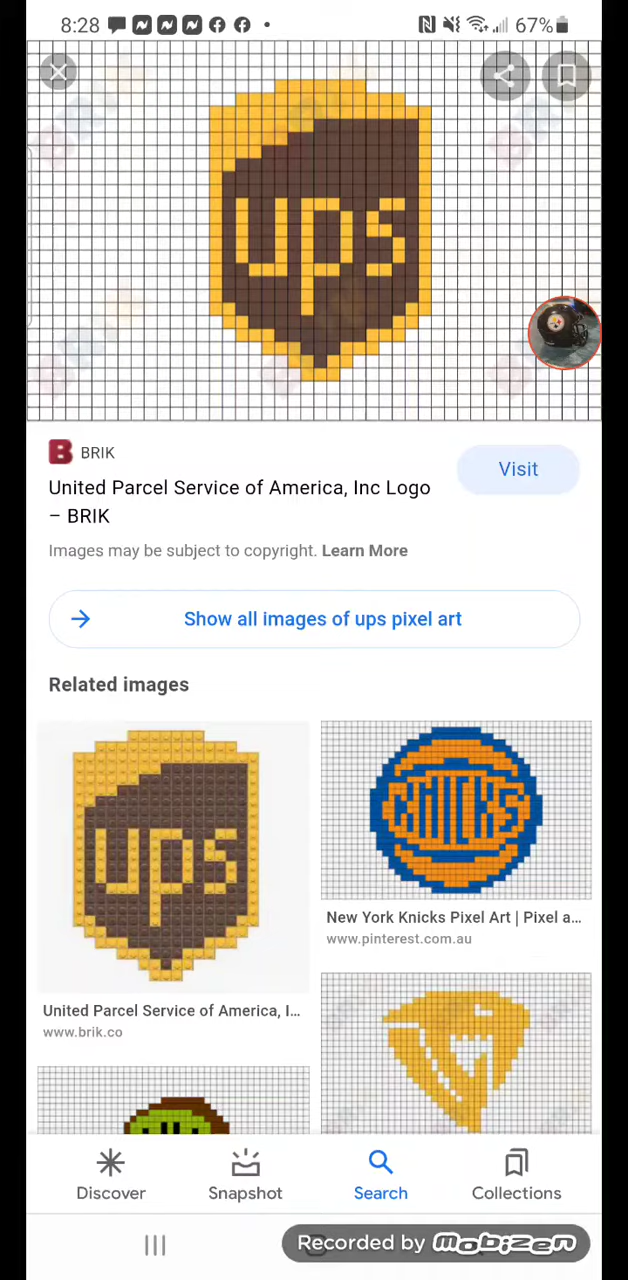 8:28
67%
ups
B BRIK
Visit
United Parcel Service of America, Inc Logo
– BRIK
Images may be subject to copyright. Learn More
Show all images of ups pixel art
Related images
ups
KNICKS
New York Knicks Pixel Art | Pixel a...
www.pinterest.com.au
United Parcel Service of America, I...
www.brik.co
Discover
Snapshot
Search
Collections
Recorded by mobizen